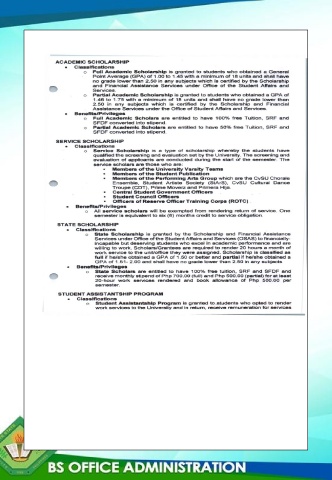 ACADEMIC SCHOLARSHIP
• Classifications
o Full Academic Scholarship is granted to students who obtained a General
Point Average (GPA) of 1.00 to 1.45 with a minimum of 18 units and shall have
no grade lower than 2.50 in any subjects which is certified by the Scholarship
and Financial Assistance Services under Office of the Student Affairs and
Services.
o Partial Academic Scholarship is granted to students who obtained a GPA of
1.46 to 1.75 with a minimum of 18 units and shall have no grade lower than
2.50 in any subjects which is certified by the Scholarship and Financial
Assistance Services under the Office of Student Affairs and Services.
• Benefits/Privileges
o Full Academic Scholars are entitled to have 100% free Tuition, SRF and
SFDF converted into stipend.
o Partial Academic Scholars are entitled to have 50% free Tuition, SRF and
SFDF converted into stipend.
SERVICE SCHOLARSHIP
• Classifications
o Service Scholarship is a type of scholarship whereby the students have
qualified the screening and evaluation set by the University. The screening and
evaluation of applicants are conducted during the start of the semester. The
service scholars are those who are:
• Members of the University Varsity Teams
• Members of the Student Publication
• Members of the Performing Arts Group which are the CvSU Chorale
Ensemble, Student Artists Society CvSU Cultural Dance
Troupe (CDT), Prime Moverz and
• Central Student Government Officers
• Student Council Officers
• Officers of Reserve Officer Training Corps (ROTC)
• Benefits/Privileges
o All service scholars will be exempted from rendering return of service. One
semester is equivalent to six (6) months credit to service obligation
STATE SCHOLARSHIP
• Classifications
o State Scholarship is granted by the Scholarship and Financial Assistance
Services under Office of the Student Affairs and Services (OSAS) to financially-
incapable but deserving students who excel in academic performance and are
willing to work. Scholars/Grantees are required to render 20 hours a month of
work service to the unit/office they were assigned. Scholarship is classified as
full if he/she obtained a GPA of 1.50 or better and partial if he/she obtained a
GPA of 1.51- 2.00 and shall have no grade lower than 2.50 in any subjects
• Benefits/Privileges
o State Scholars are entitled to have 100% free tuition, SRF and SFDF and
receive monthly stipend of Php 700.00 (full) and Php 500.00 (partial) for at least
20-hour work services rendered and book allowance of Php 500.00 per
semester.
STUDENT ASSISTANTSHIP PROGRAM
• Classifications
o Student Assistantship Program is granted to students who opted to render
work services to the University and in return, receive remuneration for services
BS OFFICE ADMINISTRATION